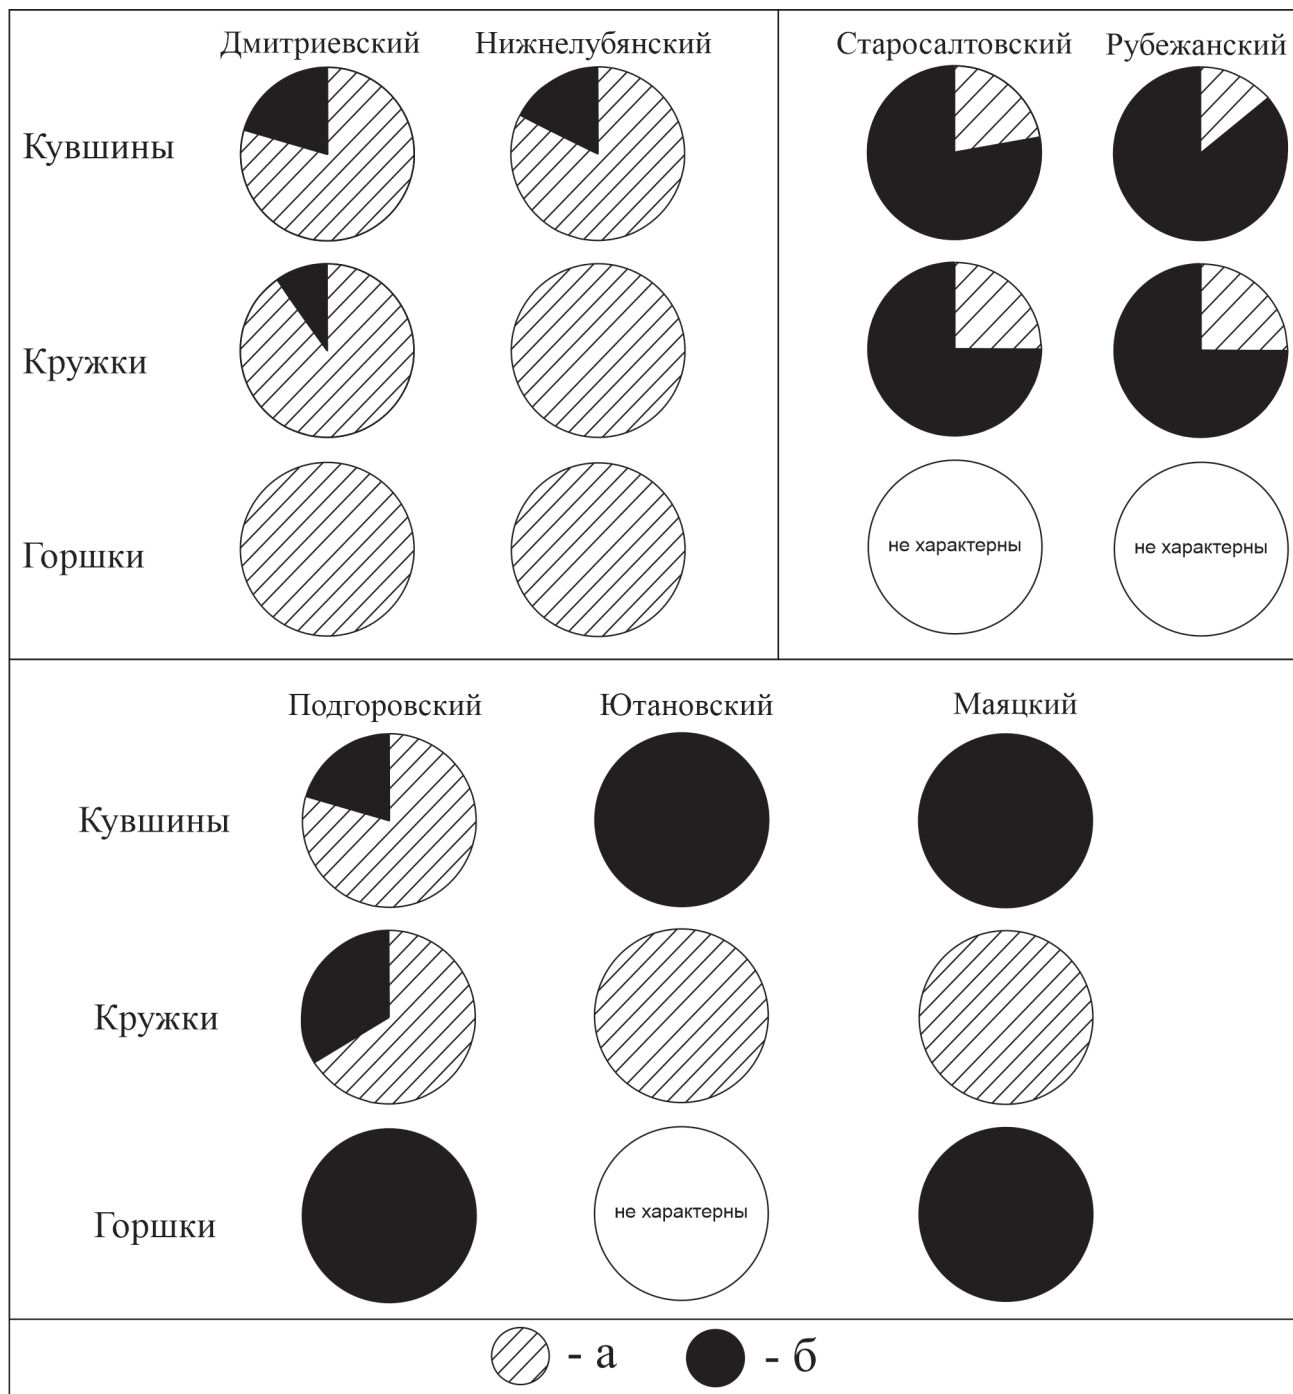 Дмитриевский Нижнелубянский Старосалтовский Рубежанский
Кувшины
Кружки
Горшки не характерны не характерны
Подгоровский Ютановский Маяцкий
Кувшины
Кружки
Горшки не характерны
- а - б